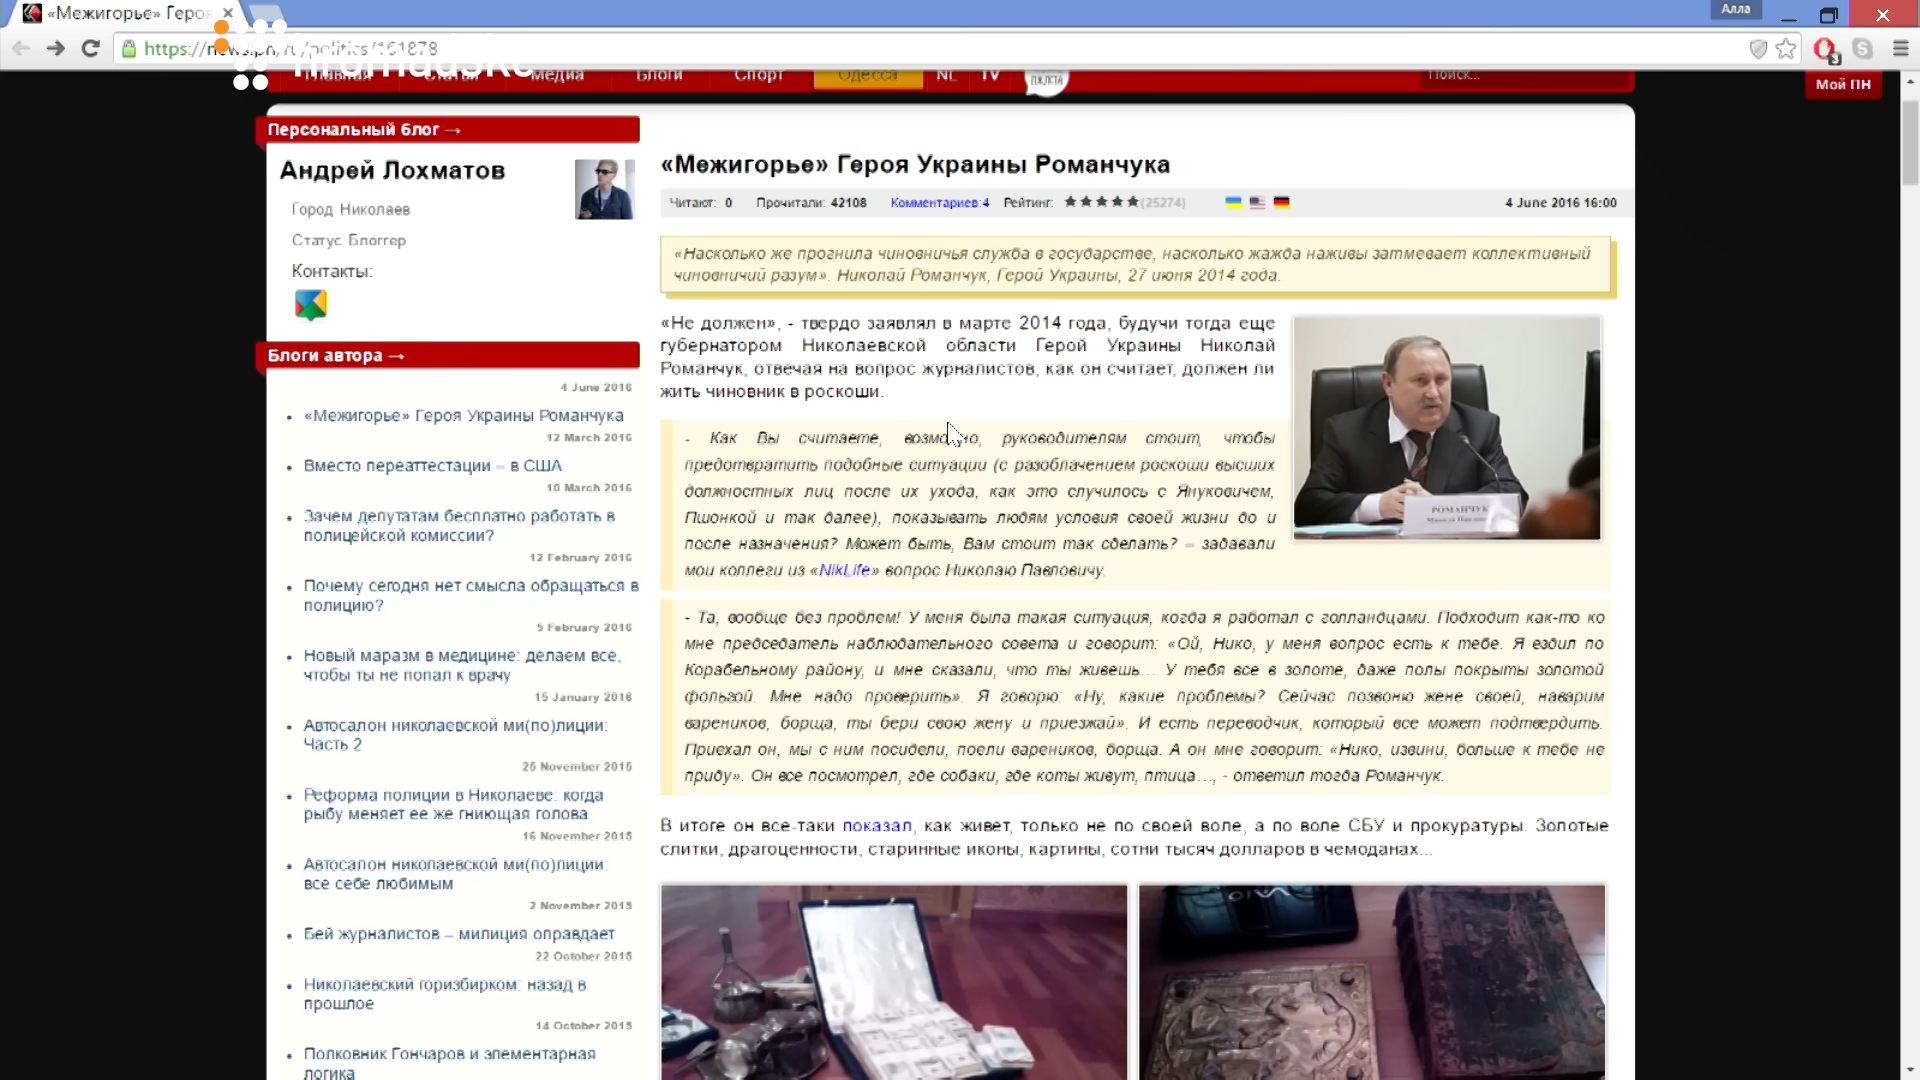 «Межигорье» Геро
Алла
https://news.pn/ru/politics/161878
hromadske
Главная Статьи Медиа Блоги Спорт Одесса NL TV
Поиск...
Мой ПН
Персональный блог →
Андрей Лохматов
Город Николаев
Статус Блоггер
Контакты:
Блоги автора →
4 June 2016
• «Межигорье» Героя Украины Романчука
12 March 2016
• Вместо переаттестации – в США
10 March 2016
• Зачем депутатам бесплатно работать в
полицейской комиссии?
12 February 2016
• Почему сегодня нет смысла обращаться в
полицию?
5 February 2016
• Новый маразм в медицине: делаем все,
чтобы ты не попал к врачу
15 January 2016
• Автосалон николаевской ми(по)лиции:
Часть 2
25 November 2015
• Реформа полиции в Николаеве: когда
рыбу меняет ее же гниющая голова
16 November 2015
• Автосалон николаевской ми(по)лиции:
все себе любимым
2 November 2015
• Бей журналистов – милиция оправдает
22 October 2015
• Николаевский горизбирком: назад в
прошлое
14 October 2015
• Полковник Гончаров и элементарная
логика
«Межигорье» Героя Украины Романчука
Читают: 0 Прочитали: 42108 Комментариев:4 Рейтинг: ★★★★★(25274) 4 June 2016 16:00
«Насколько же прогнила чиновничья служба в государстве, насколько жажда наживы затмевает коллективный
чиновничий разум». Николай Романчук, Герой Украины, 27 июня 2014 года.
«Не должен», - твердо заявлял в марте 2014 года, будучи тогда еще
губернатором Николаевской области Герой Украины Николай
Романчук, отвечая на вопрос журналистов, как он считает, должен ли
жить чиновник в роскоши.
РОМАНЧУК
- Как Вы считаете, возможно, руководителям стоит, чтобы
предотвратить подобные ситуации (с разоблачением роскоши высших
должностных лиц после их ухода, как это случилось с Януковичем,
Пшонкой и так далее), показывать людям условия своей жизни до и
после назначения? Может быть, Вам стоит так сделать? – задавали
мои коллеги из «NikLife» вопрос Николаю Павловичу.
- Та, вообще без проблем! У меня была такая ситуация, когда я работал с голландцами. Подходит как-то ко
мне председатель наблюдательного совета и говорит: «Ой, Нико, у меня вопрос есть к тебе. Я ездил по
Корабельному району, и мне сказали, что ты живешь… У тебя все в золоте, даже полы покрыты золотой
фольгой. Мне надо проверить». Я говорю: «Ну, какие проблемы? Сейчас позвоню жене своей, наварим
вареников, борща, ты бери свою жену и приезжай». И есть переводчик, который все может подтвердить.
Приехал он, мы с ним посидели, поели вареников, борща. А он мне говорит: «Нико, извини, больше к тебе не
приду». Он все посмотрел, где собаки, где коты живут, птица…, - ответил тогда Романчук.
В итоге он все-таки показал, как живет, только не по своей воле, а по воле СБУ и прокуратуры. Золотые
слитки, драгоценности, старинные иконы, картины, сотни тысяч долларов в чемоданах...
VAIO